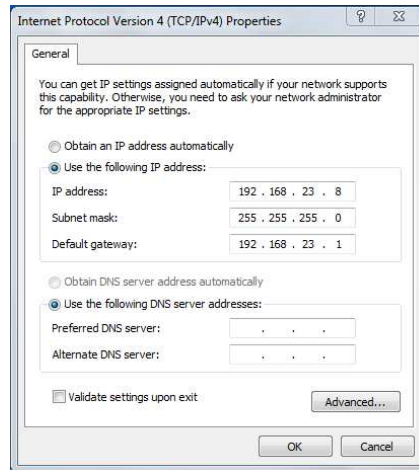 Internet Protocol Version 4 (TCP/IPv4) Properties
General
You can get IP settings assigned automatically if your network supports
this capability. Otherwise, you need to ask your network administrator
for the appropriate IP settings.
Obtain an IP address automatically
Use the following IP address:
IP address: 192 . 168 . 23 . 8
Subnet mask: 255 . 255 . 255 . 0
Default gateway: 192 . 168 . 23 . 1
Obtain DNS server address automatically
Use the following DNS server addresses:
Preferred DNS server: . . .
Alternate DNS server: . . .
Validate settings upon exit
Advanced...
OK Cancel